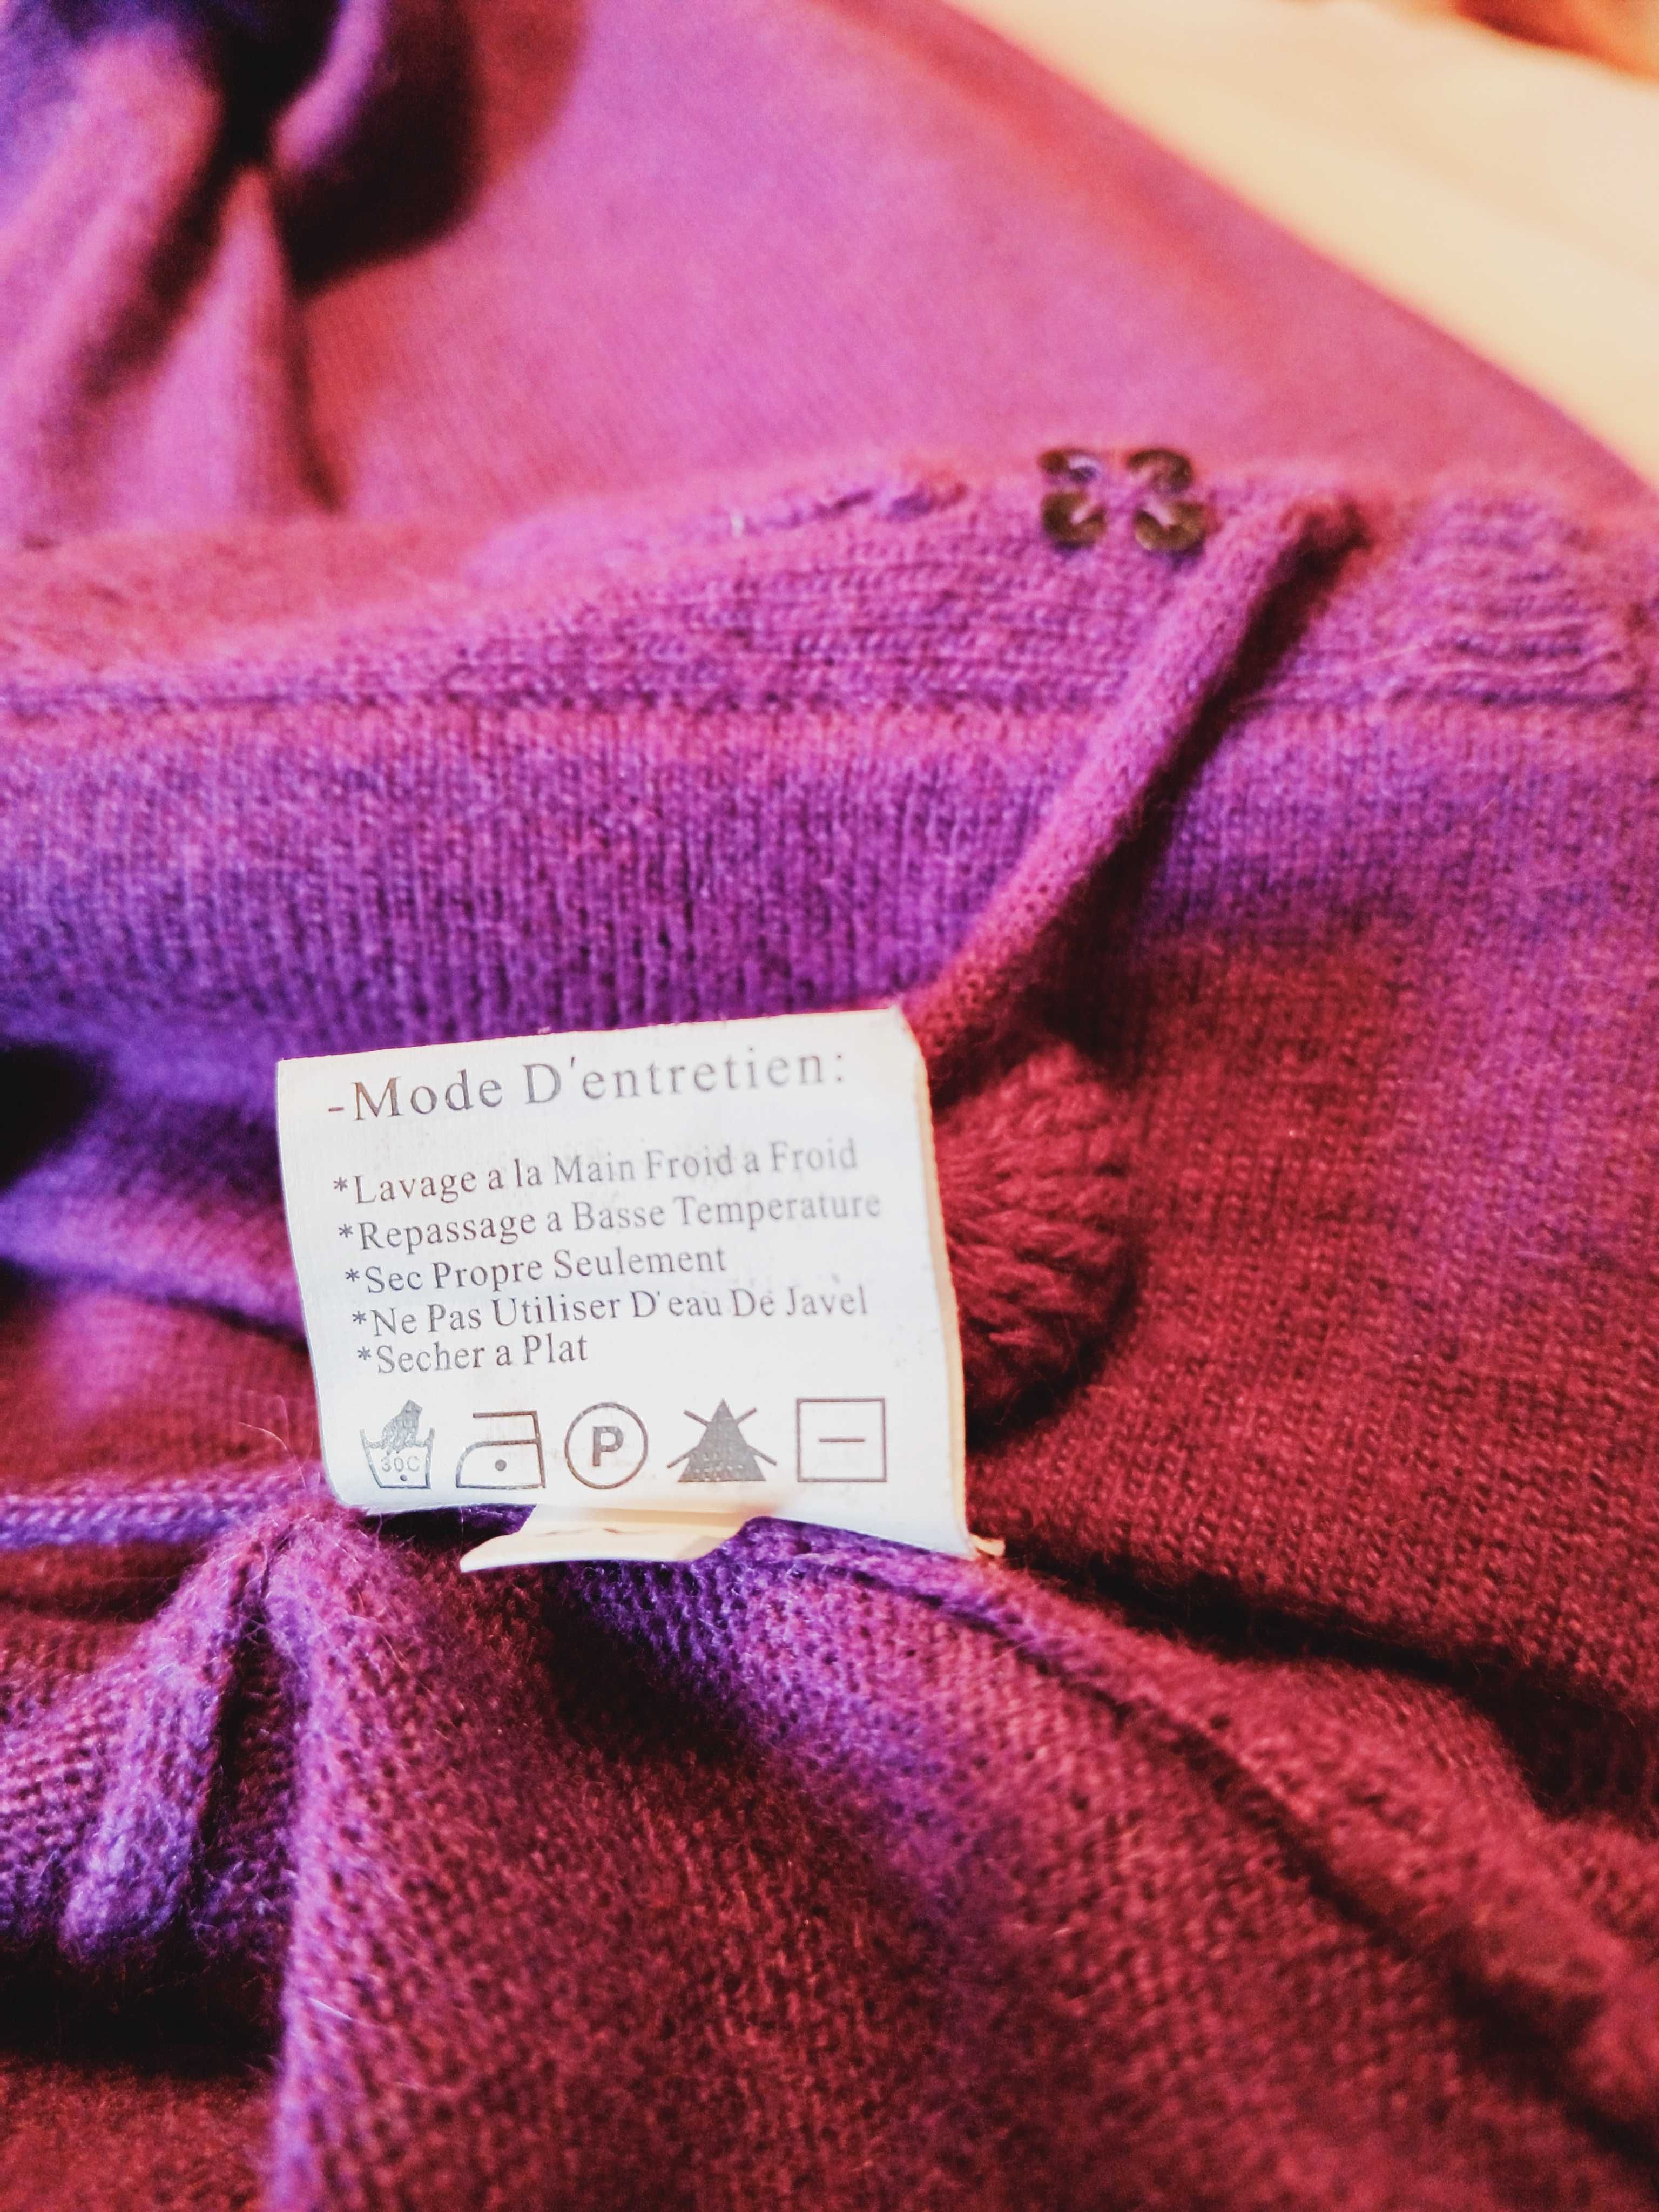 -Mode D'entretien:
*Lavage a la Main Froid a Froid
*Repassage a Basse Temperature
*Sec Propre Seulement
*Ne Pas Utiliser D'eau De Javel
*Secher a Plat
30C P